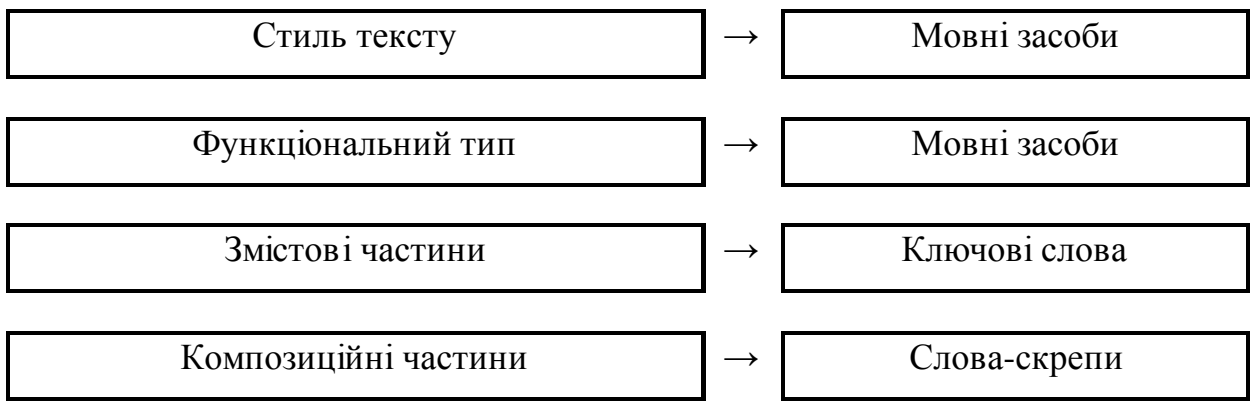 Стиль тексту → Мовні засоби
Функціональний тип → Мовні засоби
Змістові частини → Ключові слова
Композиційні частини → Слова-скрепи